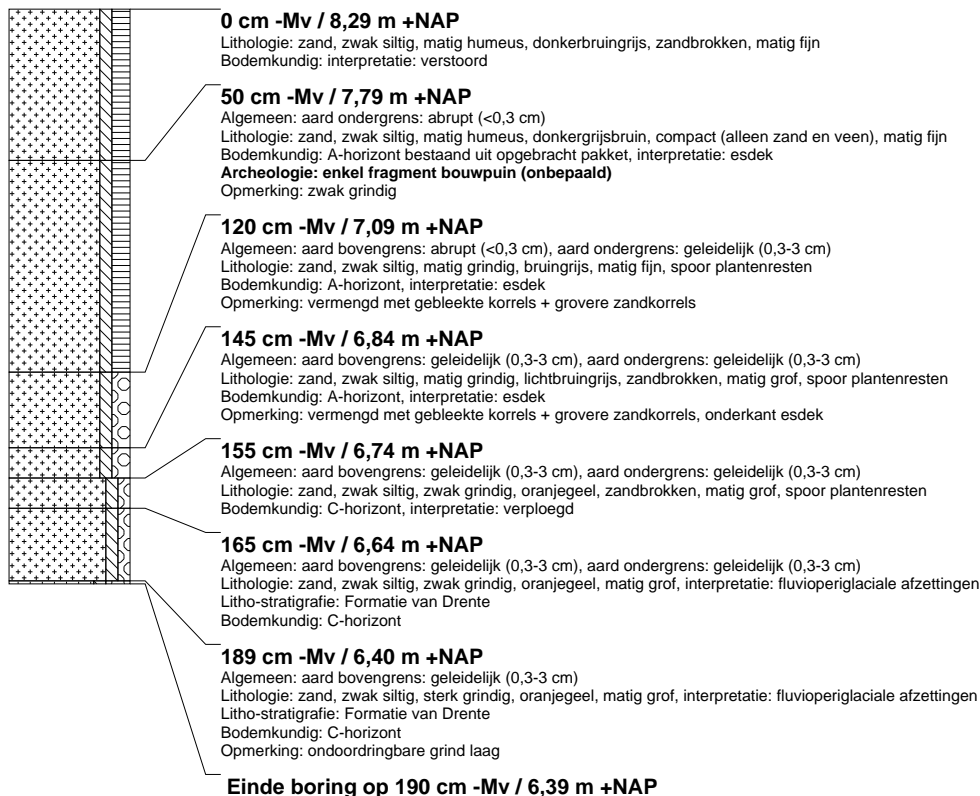 0 cm -Mv / 8,29 m +NAP
Lithologie: zand, zwak siltig, matig humeus, donkerbruingrijs, zandbrokken, matig fijn
Bodemkundig: interpretatie: verstoord
50 cm -Mv / 7,79 m +NAP
Algemeen: aard ondergrens: abrupt (<0,3 cm)
Lithologie: zand, zwak siltig, matig humeus, donkergrijsbruin, compact (alleen zand en veen), matig fijn
Bodemkundig: A-horizont bestaand uit opgebracht pakket, interpretatie: esdek
Archeologie: enkel fragment bouwpuin (onbepaald)
Opmerking: zwak grindig
120 cm -Mv / 7,09 m +NAP
Algemeen: aard bovengrens: abrupt (<0,3 cm), aard ondergrens: geleidelijk (0,3-3 cm)
Lithologie: zand, zwak siltig, matig grindig, bruingrijs, matig fijn, spoor plantenresten
Bodemkundig: A-horizont, interpretatie: esdek
Opmerking: vermengd met gebleekte korrels + grovere zandkorrels
145 cm -Mv / 6,84 m +NAP
Algemeen: aard bovengrens: geleidelijk (0,3-3 cm), aard ondergrens: geleidelijk (0,3-3 cm)
Lithologie: zand, zwak siltig, matig grindig, lichtbruingrijs, zandbrokken, matig grof, spoor plantenresten
Bodemkundig: A-horizont, interpretatie: esdek
Opmerking: vermengd met gebleekte korrels + grovere zandkorrels, onderkant esdek
155 cm -Mv / 6,74 m +NAP
Algemeen: aard bovengrens: geleidelijk (0,3-3 cm), aard ondergrens: geleidelijk (0,3-3 cm)
Lithologie: zand, zwak siltig, zwak grindig, oranjegeel, zandbrokken, matig grof, spoor plantenresten
Bodemkundig: C-horizont, interpretatie: verploegd
165 cm -Mv / 6,64 m +NAP
Algemeen: aard bovengrens: geleidelijk (0,3-3 cm), aard ondergrens: geleidelijk (0,3-3 cm)
Lithologie: zand, zwak siltig, zwak grindig, oranjegeel, matig grof, interpretatie: fluvioperiglaciale afzettingen
Litho-stratigrafie: Formatie van Drente
Bodemkundig: C-horizont
189 cm -Mv / 6,40 m +NAP
Algemeen: aard bovengrens: geleidelijk (0,3-3 cm)
Lithologie: zand, zwak siltig, sterk grindig, oranjegeel, matig grof, interpretatie: fluvioperiglaciale afzettingen
Litho-stratigrafie: Formatie van Drente
Bodemkundig: C-horizont
Opmerking: ondoordringbare grind laag
Einde boring op 190 cm -Mv / 6,39 m +NAP